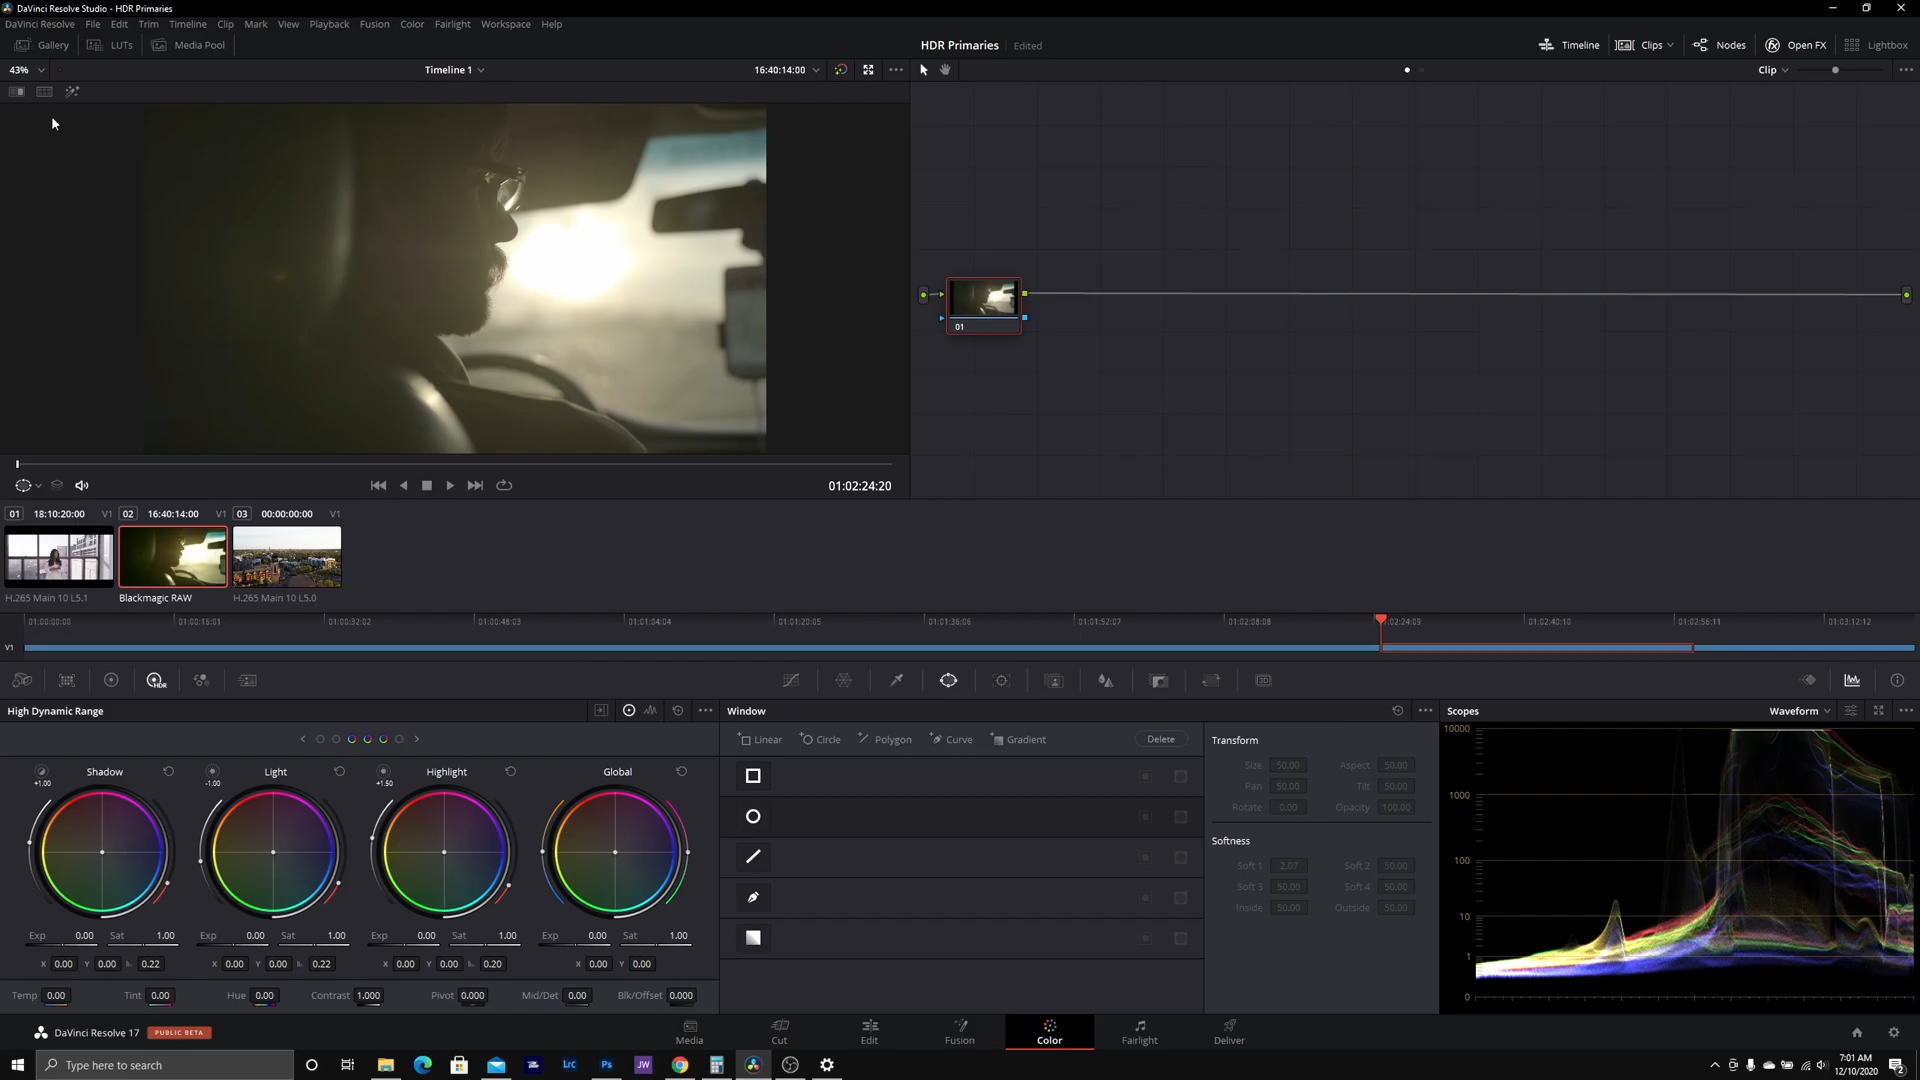 DaVinci Resolve Studio - HDR Primaries
DaVinci Resolve File Edit Trim Timeline Clip Mark View Playback Fusion Color Fairlight Workspace Help
Gallery LUTs Media Pool HDR Primaries Edited Timeline Clips Nodes Open FX Lightbox
43% Timeline 1 16:40:14:00 Clip
01
01:02:24:20
01 18:10:20:00 V1 02 16:40:14:00 V1 03 00:00:00:00 V1
H.265 Main 10 L5.1 Blackmagic RAW H.265 Main 10 L5.0
01:00:00:00 01:00:16:01 01:00:32:02 01:00:48:03 01:01:04:04 01:01:20:05 01:01:36:06 01:01:52:07 01:02:08:08 :02:24:09 01:02:40:10 01:02:56:11 01:03:12:12
V1
HDR
High Dynamic Range Window Scopes Waveform
Linear Circle Polygon Curve Gradient Delete
Shadow Light Highlight Global
+1.00 -1.00 +1.50
Exp 0.00 Sat 1.00 Exp 0.00 Sat 1.00 Exp 0.00 Sat 1.00 Exp 0.00 Sat 1.00
X 0.00 Y 0.00 0.22 X 0.00 Y 0.00 0.22 X 0.00 Y 0.00 0.20 X 0.00 Y 0.00
Temp 0.00 Tint 0.00 Hue 0.00 Contrast 1.000 Pivot 0.000 Mid/Det 0.00 Blk/Offset 0.000
Transform
Size 50.00 Aspect 50.00
Pan 50.00 Tilt 50.00
Rotate 0.00 Opacity 100.00
Softness
Soft 1 2.07 Soft 2 50.00
Soft 3 50.00 Soft 4 50.00
Inside 50.00 Outside 50.00
10000
1000
100
10
1
0
DaVinci Resolve 17 PUBLIC BETA Media Cut Edit Fusion Color Fairlight Deliver
3D
Type here to search
LrC Ps JW
7:01 AM
12/10/2020
2